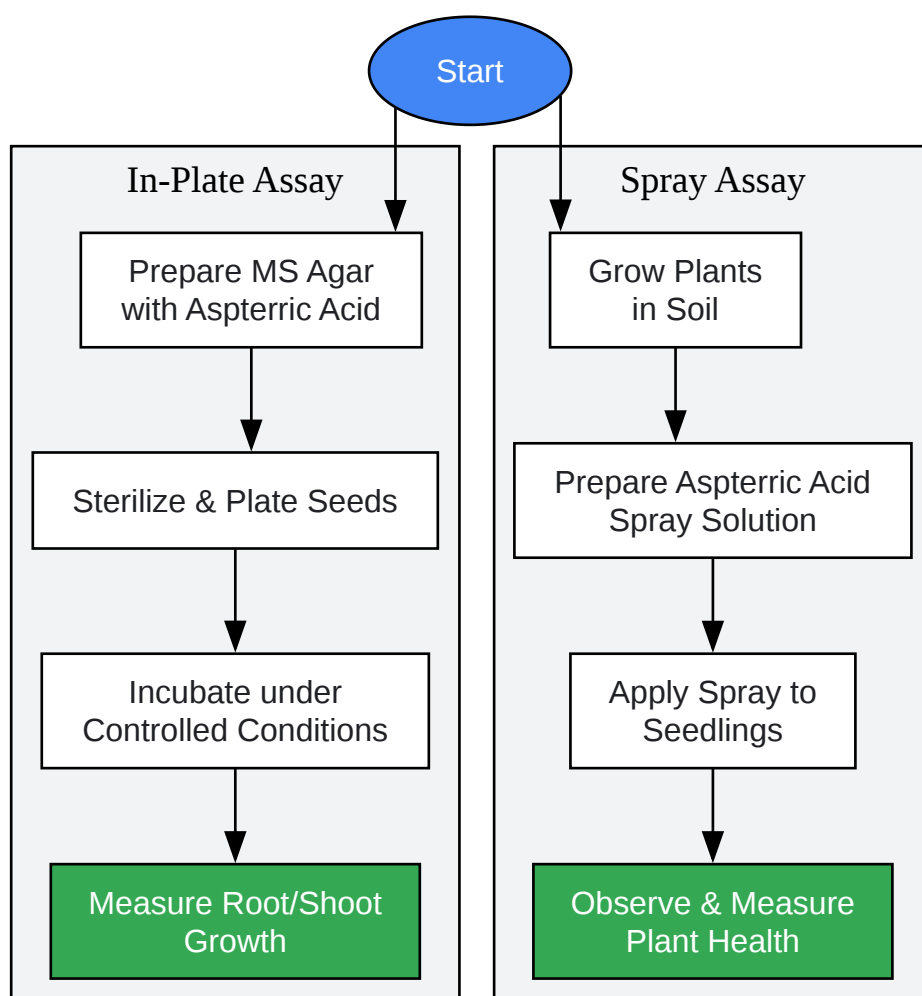 Start
In-Plate Assay
Prepare MS Agar
with Aspterric Acid
Sterilize & Plate Seeds
Incubate under
Controlled Conditions
Measure Root/Shoot
Growth
Spray Assay
Grow Plants
in Soil
Prepare Aspterric Acid
Spray Solution
Apply Spray to
Seedlings
Observe & Measure
Plant Health